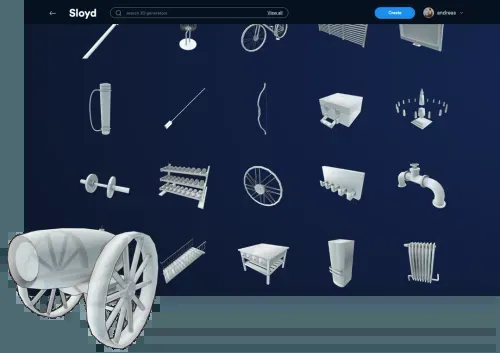 Sloyd
search 3D generators
View all
Create
andreas